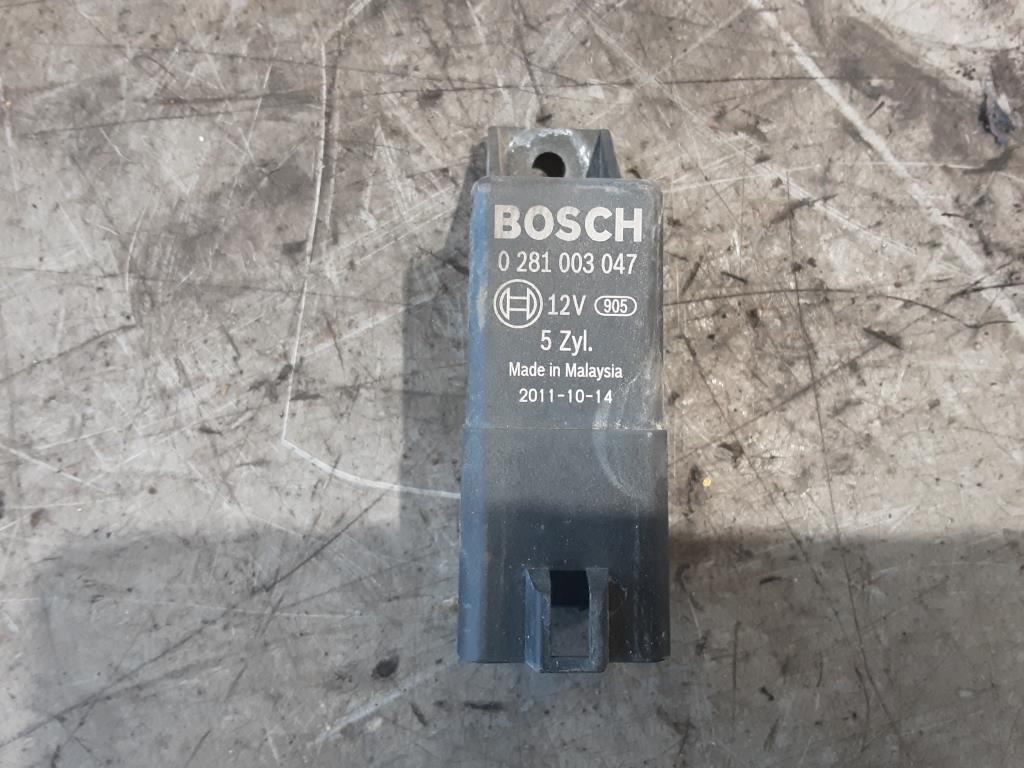 BOSCH
0 281 003 047
12V 905
5 Zyl.
Made in Malaysia
2011-10-14